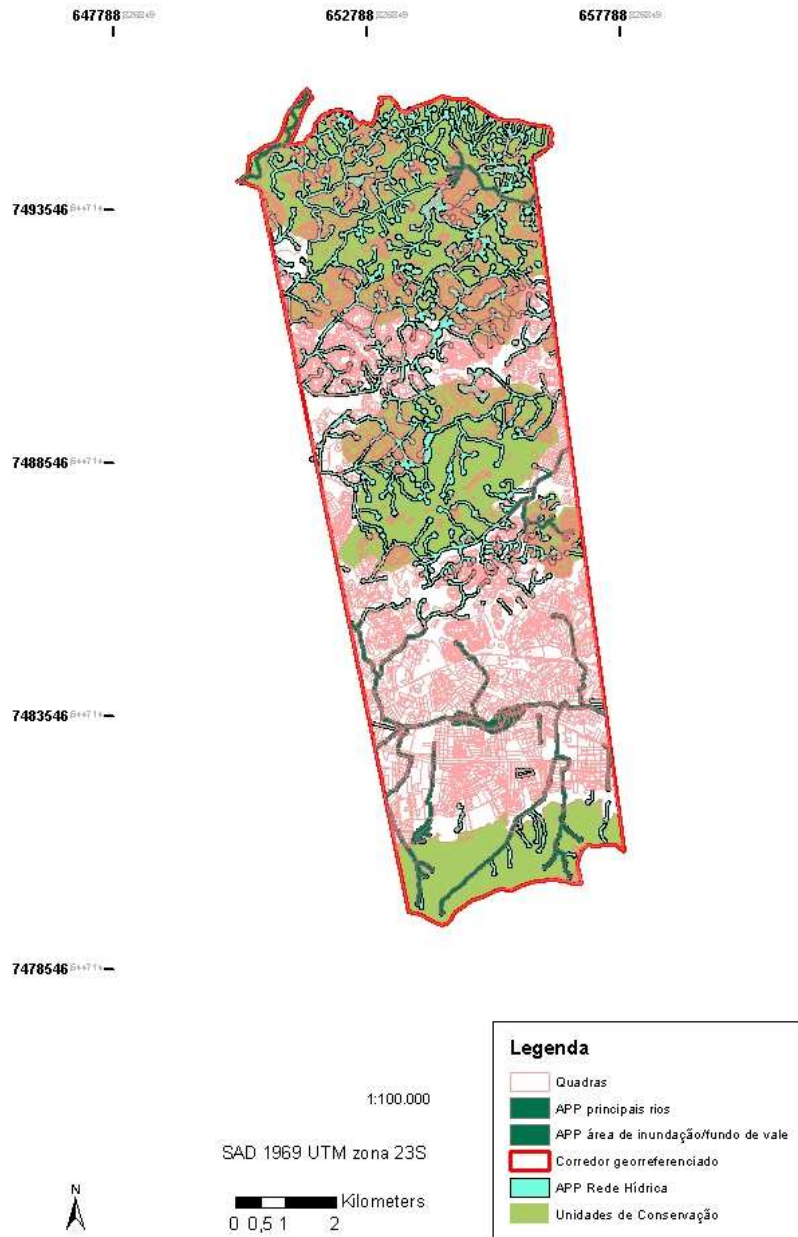 647788 652788 657788
7493546
7488546
7483546
7478546
Legenda
Quadras
APP principais rios
APP área de inundação/fundo de vale
Corredor georreferenciado
APP Rede Hídrica
Unidades de Conservação
1:100.000
SAD 1969 UTM zona 23S
N
Kilometers
0 0,5 1 2